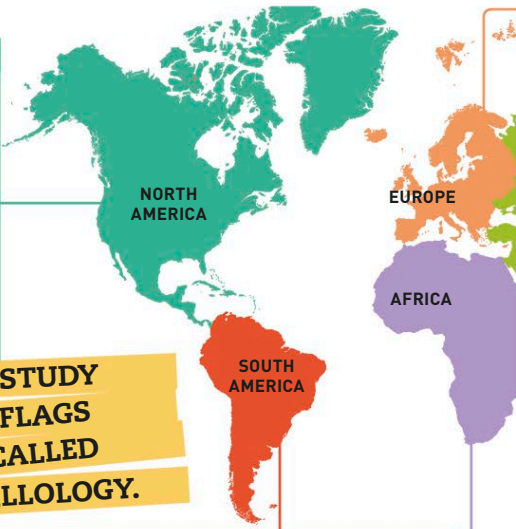 NORTH
AMERICA
EUROPE
AFRICA
SOUTH
AMERICA
STUDY
FLAGS
CALLED
LLOLOGY.